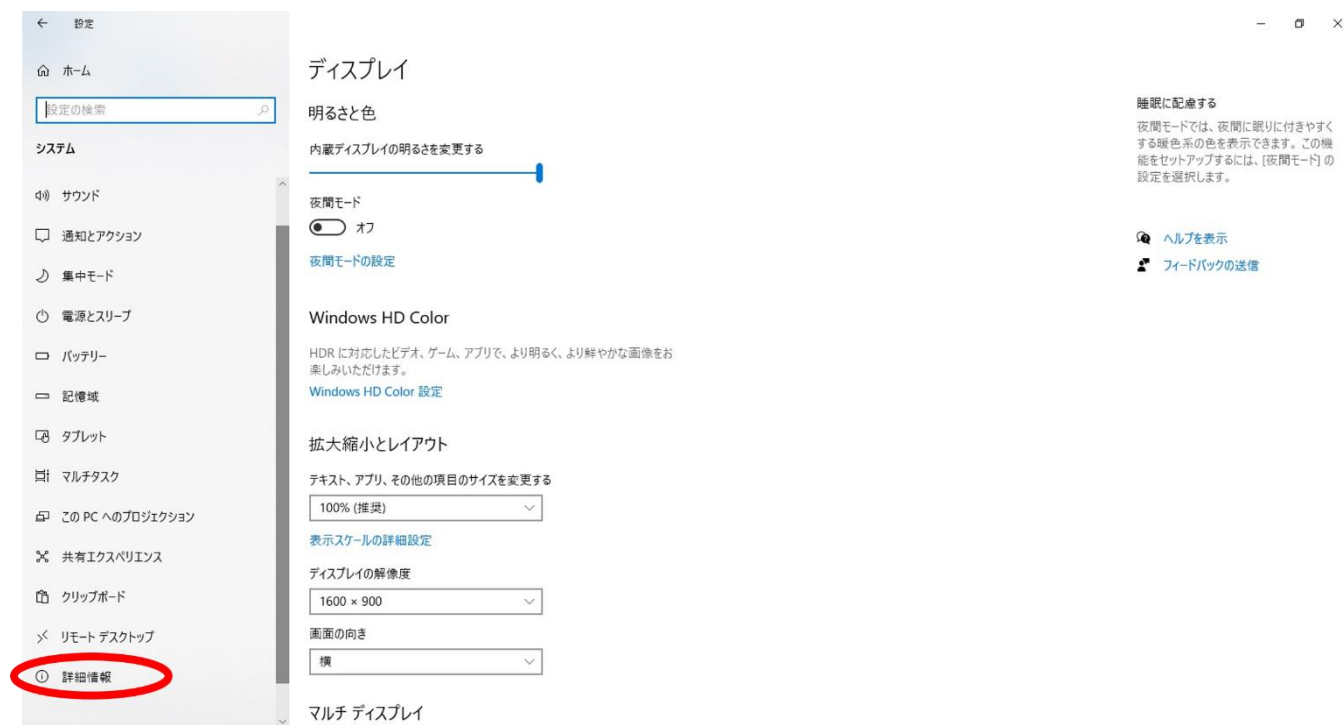 設定
ホーム
設定の検索
システム
サウンド
通知とアクション
集中モード
電源とスリープ
バッテリー
記憶域
タブレット
マルチタスク
この PC へのプロジェクション
共有エクスペリエンス
クリップボード
リモート デスクトップ
詳細情報
ディスプレイ
明るさと色
内蔵ディスプレイの明るさを変更する
夜間モード
オフ
夜間モードの設定
Windows HD Color
HDR に対応したビデオ、ゲーム、アプリで、より明るく、より鮮やかな画像をお
楽しみいただけます。
Windows HD Color 設定
拡大縮小とレイアウト
テキスト、アプリ、その他の項目のサイズを変更する
100% (推奨)
表示スケールの詳細設定
ディスプレイの解像度
1600 × 900
画面の向き
横
マルチ ディスプレイ
睡眠に配慮する
夜間モードでは、夜間に眠りに付きやすく
する暖色系の色を表示できます。この機
能をセットアップするには、[夜間モード] の
設定を選択します。
ヘルプを表示
フィードバックの送信